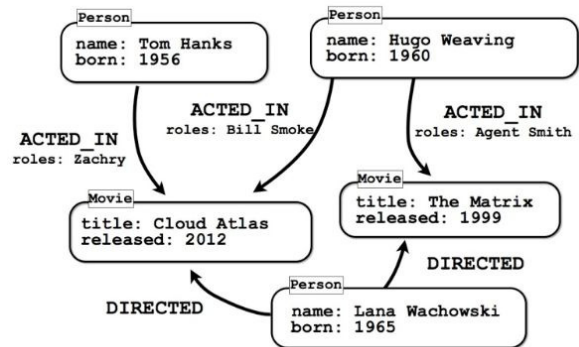 Person
name: Tom Hanks
born: 1956
Person
name: Hugo Weaving
born: 1960
ACTED_IN
roles: Zachry
ACTED_IN
roles: Bill Smoke
ACTED_IN
roles: Agent Smith
Movie
title: Cloud Atlas
released: 2012
Movie
title: The Matrix
released: 1999
DIRECTED
DIRECTED
Person
name: Lana Wachowski
born: 1965